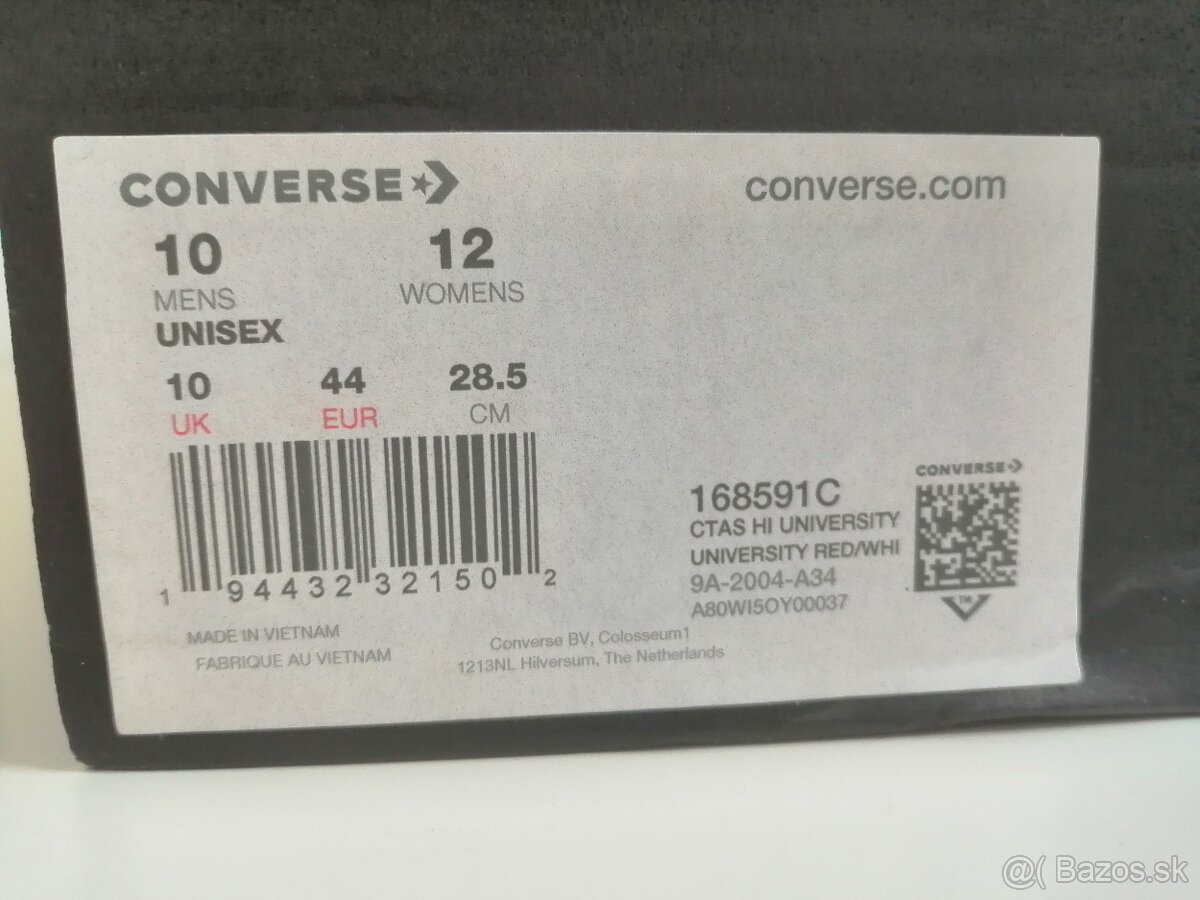 CONVERSE
converse.com
10 12
MENS WOMENS
UNISEX
10 44 28.5
UK EUR CM
1 94432 32150 2
MADE IN VIETNAM
FABRIQUE AU VIETNAM
Converse BV, Colosseum1
1213NL Hilversum, The Netherlands
CONVERSE
168591C
CTAS HI UNIVERSITY
UNIVERSITY RED/WHI
9A-2004-A34
A80WI5OY00037
TM
@( Bazos.sk